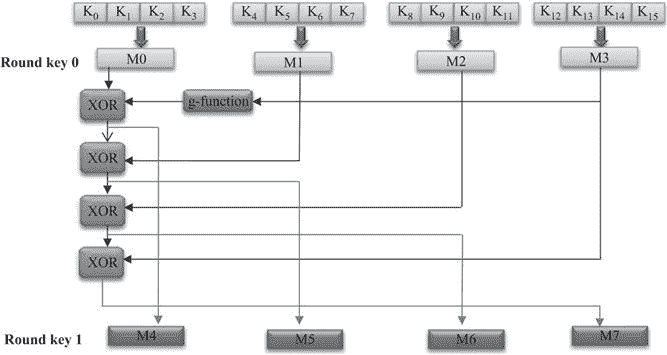 K0 K1 K2 K3 K4 K5 K6 K7 K8 K9 K10 K11 K12 K13 K14 K15
Round key 0 M0 M1 M2 M3
XOR g-function
XOR
XOR
XOR
Round key 1 M4 M5 M6 M7